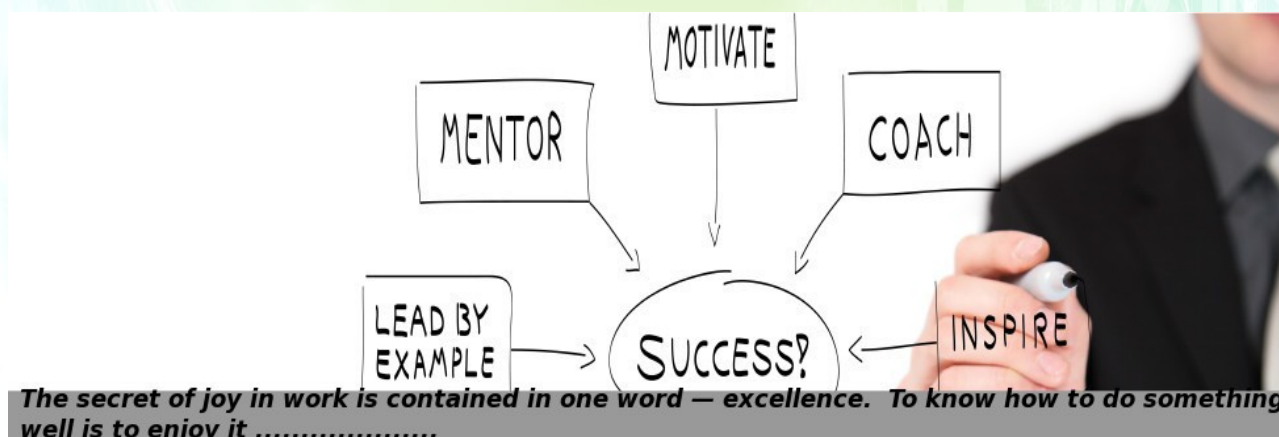 MOTIVATE
MENTOR
COACH
LEAD BY
EXAMPLE
SUCCESS?
INSPIRE
The secret of joy in work is contained in one word — excellence. To know how to do something
well is to enjoy it ....................